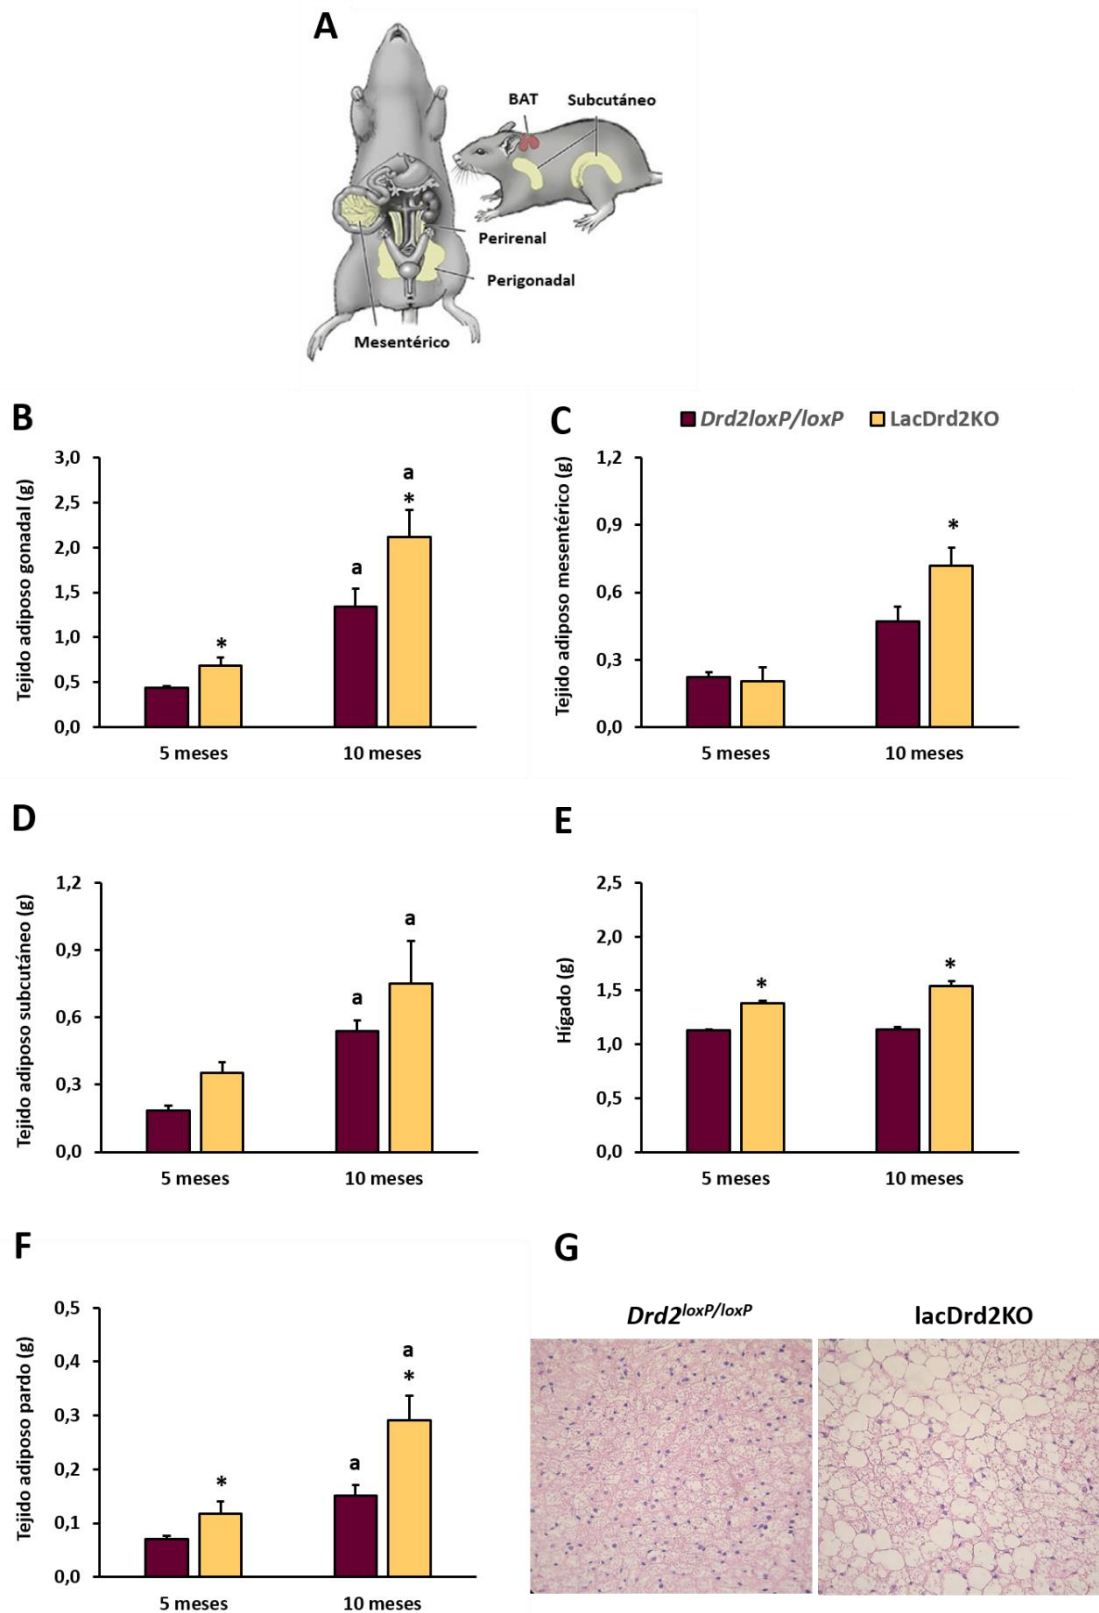 A
BAT
Subcutáneo
Perirenal
Perigonadal
Mesentérico
B
Tejido adiposo gonadal (g)
3,0
2,5
2,0
1,5
1,0
0,5
0,0
*
a
a
*
5 meses
10 meses
C
Drd2loxP/loxP
LacDrd2KO
Tejido adiposo mesentérico (g)
1,2
0,9
0,6
0,3
0,0
*
5 meses
10 meses
D
Tejido adiposo subcutáneo (g)
1,2
0,9
0,6
0,3
0,0
a
a
5 meses
10 meses
E
Hígado (g)
2,5
2,0
1,5
1,0
0,5
0,0
*
*
5 meses
10 meses
F
Tejido adiposo pardo (g)
0,5
0,4
0,3
0,2
0,1
0,0
*
a
a
*
5 meses
10 meses
G
Drd2loxP/loxP
lacDrd2KO